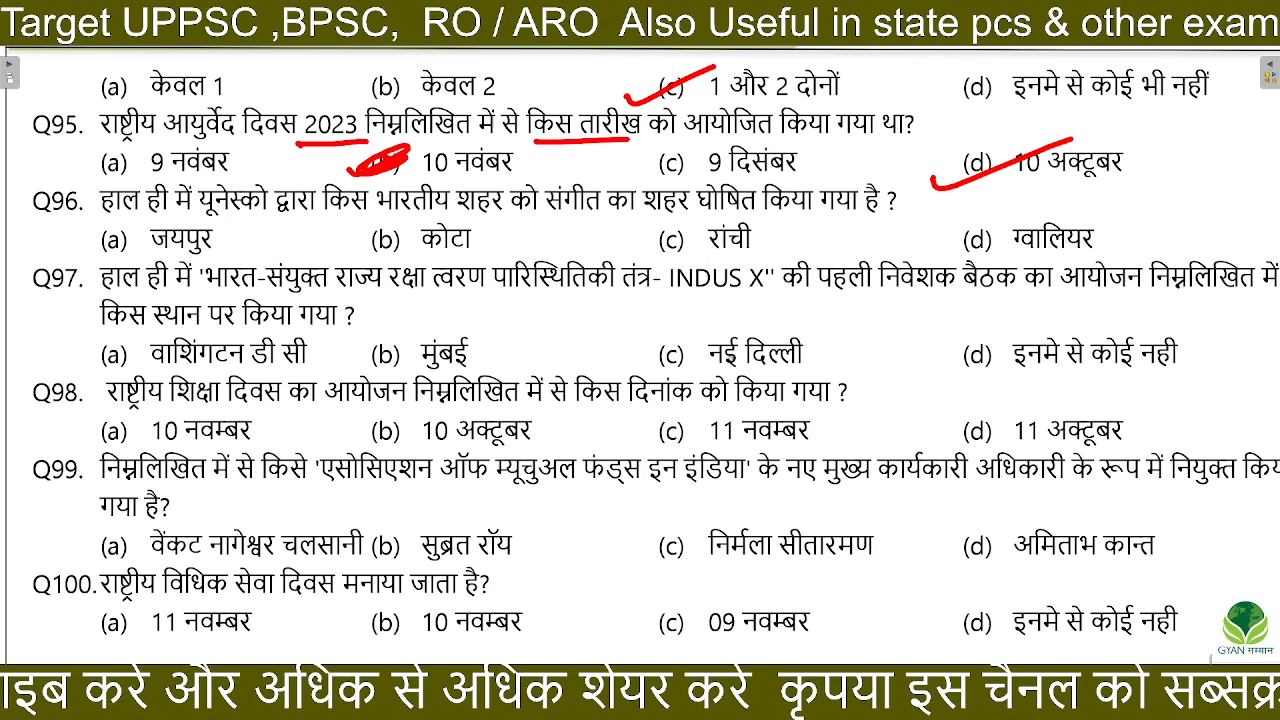 Target UPPSC ,BPSC, RO / ARO Also Useful in state pcs & other exam
(a) केवल 1 (b) केवल 2 (c) 1 और 2 दोनों (d) इनमे से कोई भी नहीं
Q95. राष्ट्रीय आयुर्वेद दिवस 2023 निम्नलिखित में से किस तारीख को आयोजित किया गया था?
(a) 9 नवंबर 10 नवंबर (c) 9 दिसंबर (d) 10 अक्टूबर
Q96. हाल ही में यूनेस्को द्वारा किस भारतीय शहर को संगीत का शहर घोषित किया गया है ?
(a) जयपुर (b) कोटा (c) रांची (d) ग्वालियर
Q97. हाल ही में 'भारत-संयुक्त राज्य रक्षा त्वरण पारिस्थितिकी तंत्र- INDUS X'' की पहली निवेशक बैठक का आयोजन निम्नलिखित में
किस स्थान पर किया गया ?
(a) वाशिंगटन डी सी (b) मुंबई (c) नई दिल्ली (d) इनमे से कोई नही
Q98. राष्ट्रीय शिक्षा दिवस का आयोजन निम्नलिखित में से किस दिनांक को किया गया ?
(a) 10 नवम्बर (b) 10 अक्टूबर (c) 11 नवम्बर (d) 11 अक्टूबर
Q99. निम्नलिखित में से किसे 'एसोसिएशन ऑफ म्यूचुअल फंड्स इन इंडिया' के नए मुख्य कार्यकारी अधिकारी के रूप में नियुक्त किय
गया है?
(a) वेंकट नागेश्वर चलसानी (b) सुब्रत रॉय (c) निर्मला सीतारमण (d) अमिताभ कान्त
Q100. राष्ट्रीय विधिक सेवा दिवस मनाया जाता है?
(a) 11 नवम्बर (b) 10 नवम्बर (c) 09 नवम्बर (d) इनमे से कोई नही
GYAN सम्मान
ाइब करे और अधिक से अधिक शेयर करे कृपया इस चैनल को सब्सक्र